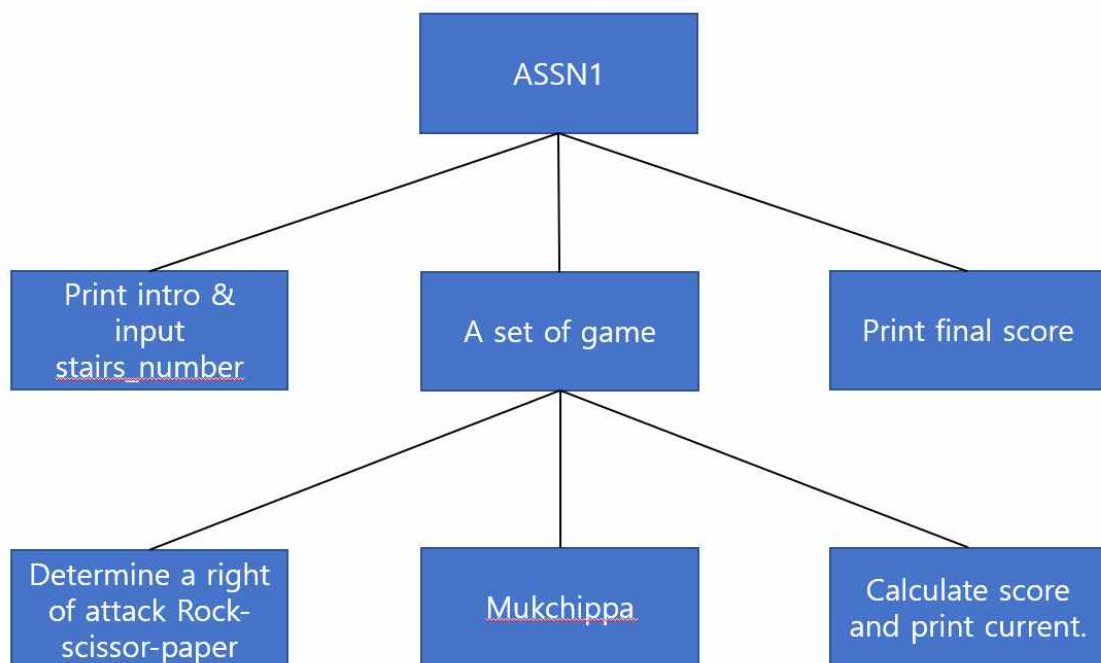 ASSN1
Print intro &
input
stairs_number
A set of game
Print final score
Determine a right
of attack Rock-
scissor-paper
Mukchippa
Calculate score
and print current.